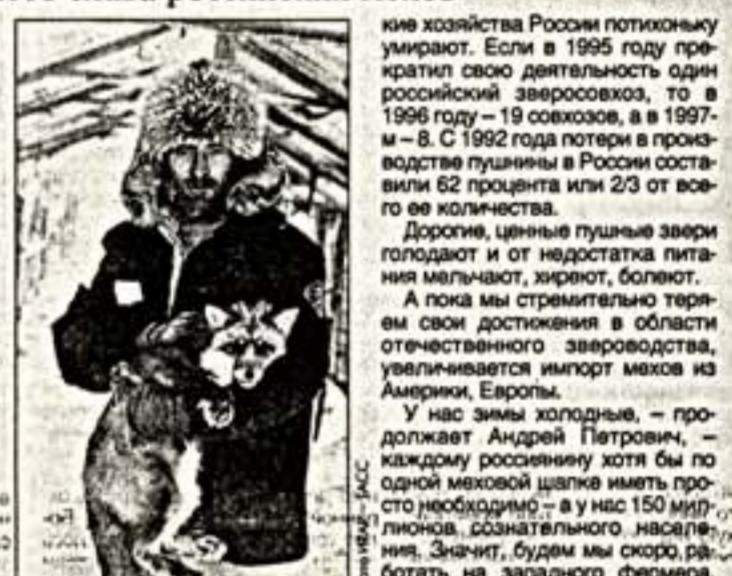 кие хозяйства России потихоньку
умирают. Если в 1995 году пре-
кратил свою деятельность один
российский зверосовхоз, то в
1996 году – 19 совхозов, а в 1997-
м – 8. С 1992 года потери в произ-
водстве пушнины в России соста-
вили 62 процента или 2/3 от все-
го ее количества.
Дорогие, ценные пушные звери
голодают и от недостатка пита-
ния мельчают, хиреют, болеют.
А пока мы стремительно теря-
ем свои достижения в области
отечественного звероводства,
увеличивается импорт мехов из
Америки, Европы.
У нас зимы холодные, – про-
должает Андрей Петрович, –
каждому россиянину хотя бы по
одной меховой шапке иметь про-
сто необходимо – а у нас 150 мил-
лионов сознательного населе-
ния. Значит, будем мы скоро ра-
ботать на западного фермера,